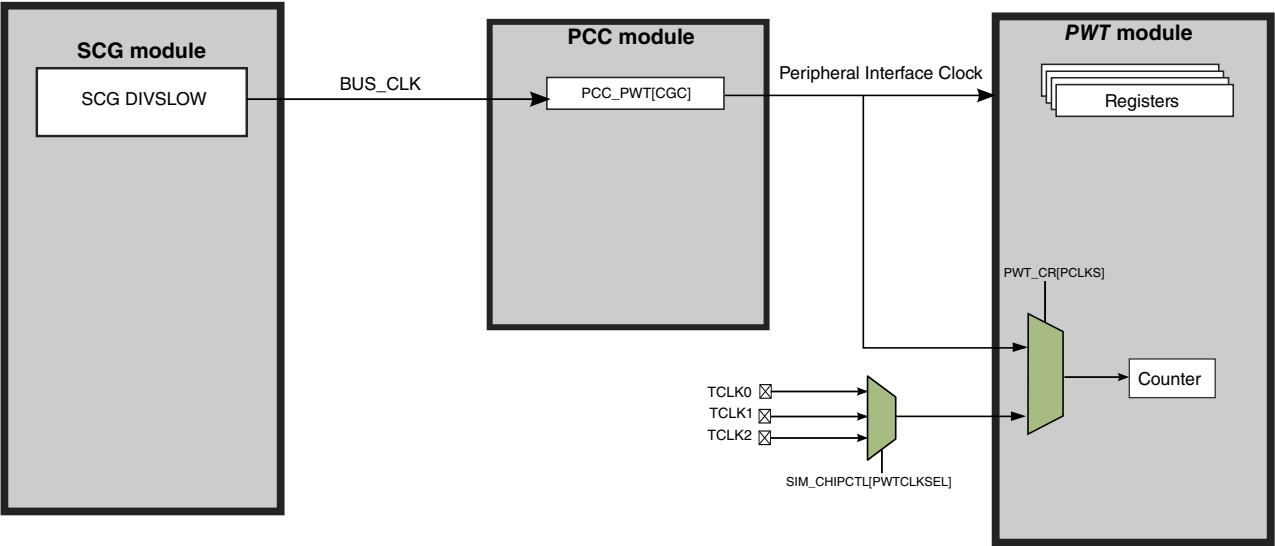 SCG module
SCG DIVSLOW
BUS_CLK
PCC module
PCC_PWT[CGC]
Peripheral Interface Clock
PWT module
Registers
PWT_CR[PCLKS]
Counter
TCLK0
TCLK1
TCLK2
SIM_CHIPCTL[PWTCLKSEL]